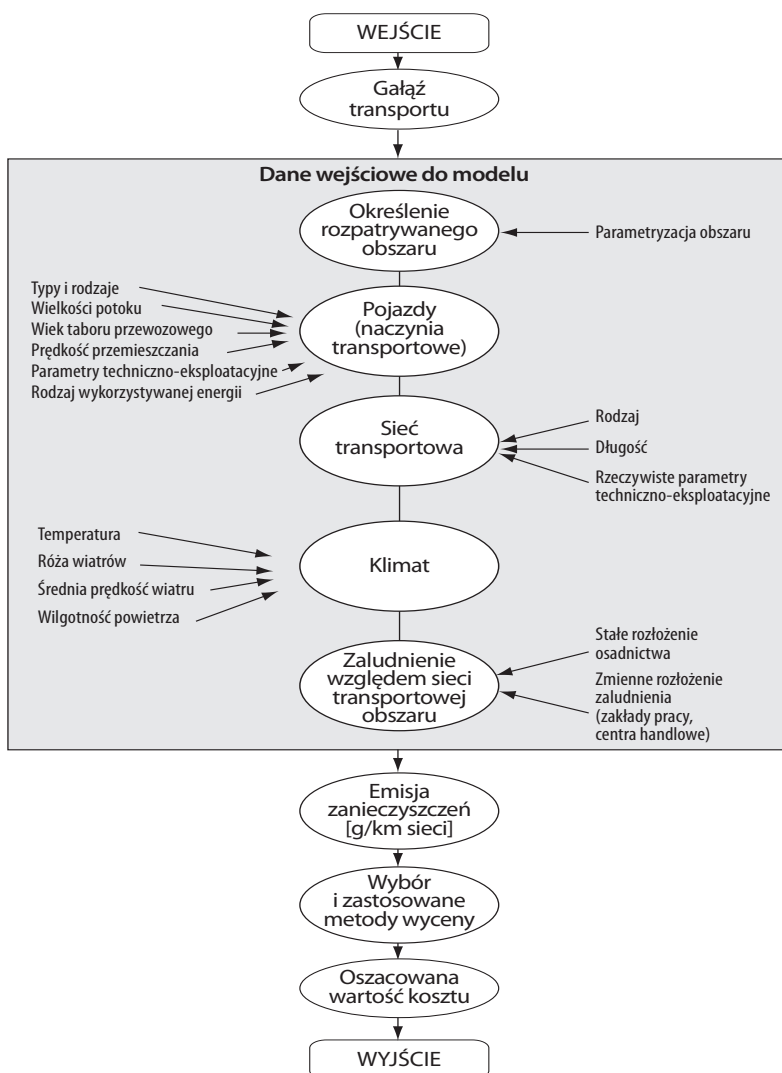 WEJŚCIE
Gałąź
transportu
Dane wejściowe do modelu
Określenie
rozpatrywanego
obszaru
Parametryzacja obszaru
Typy i rodzaje
Wielkości potoku
Wiek taboru przewozowego
Prędkość przemieszczania
Parametry techniczno-eksploatacyjne
Rodzaj wykorzystywanej energii
Pojazdy
(naczynia
transportowe)
Sieć
transportowa
Rodzaj
Długość
Rzeczywiste parametry
techniczno-eksploatacyjne
Temperatura
Róża wiatrów
Średnia prędkość wiatru
Wilgotność powietrza
Klimat
Zaludnienie
względem sieci
transportowej
obszaru
Stałe rozłożenie
osadnictwa
Zmienne rozłożenie
zaludnienia
(zakłady pracy,
centra handlowe)
Emisja
zanieczyszczeń
[g/km sieci]
Wybór
i zastosowane
metody wyceny
Oszacowana
wartość kosztu
WYJŚCIE